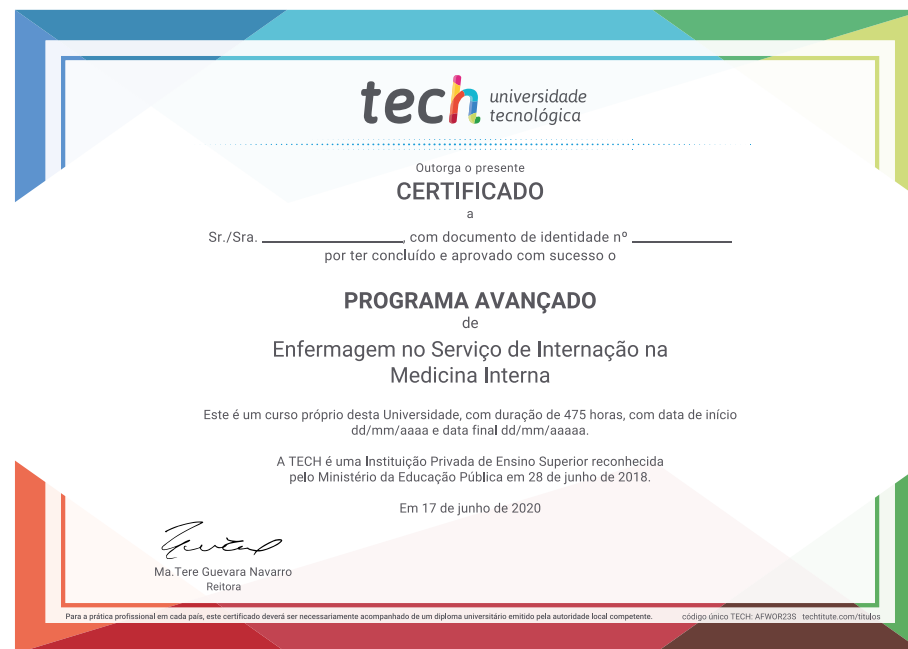 tech universidade
tecnológica
Outorga o presente
CERTIFICADO
a
Sr./Sra. , com documento de identidade nº
por ter concluído e aprovado com sucesso o
PROGRAMA AVANÇADO
de
Enfermagem no Serviço de Internação na
Medicina Interna
Este é um curso próprio desta Universidade, com duração de 475 horas, com data de início
dd/mm/aaaa e data final dd/mm/aaaaa.
A TECH é uma Instituição Privada de Ensino Superior reconhecida
pelo Ministério da Educação Pública em 28 de junho de 2018.
Em 17 de junho de 2020
Ma.Tere Guevara Navarro
Reitora
Para a prática profissional em cada país, este certificado deverá ser necessariamente acompanhado de um diploma universitário emitido pela autoridade local competente. código único TECH: AFWOR23S techtitute.com/titulos